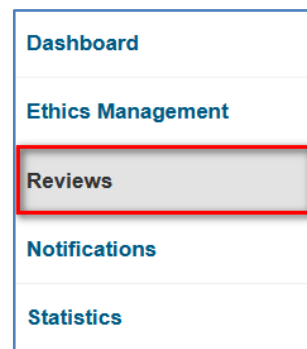 Dashboard
Ethics Management
Reviews
Notifications
Statistics